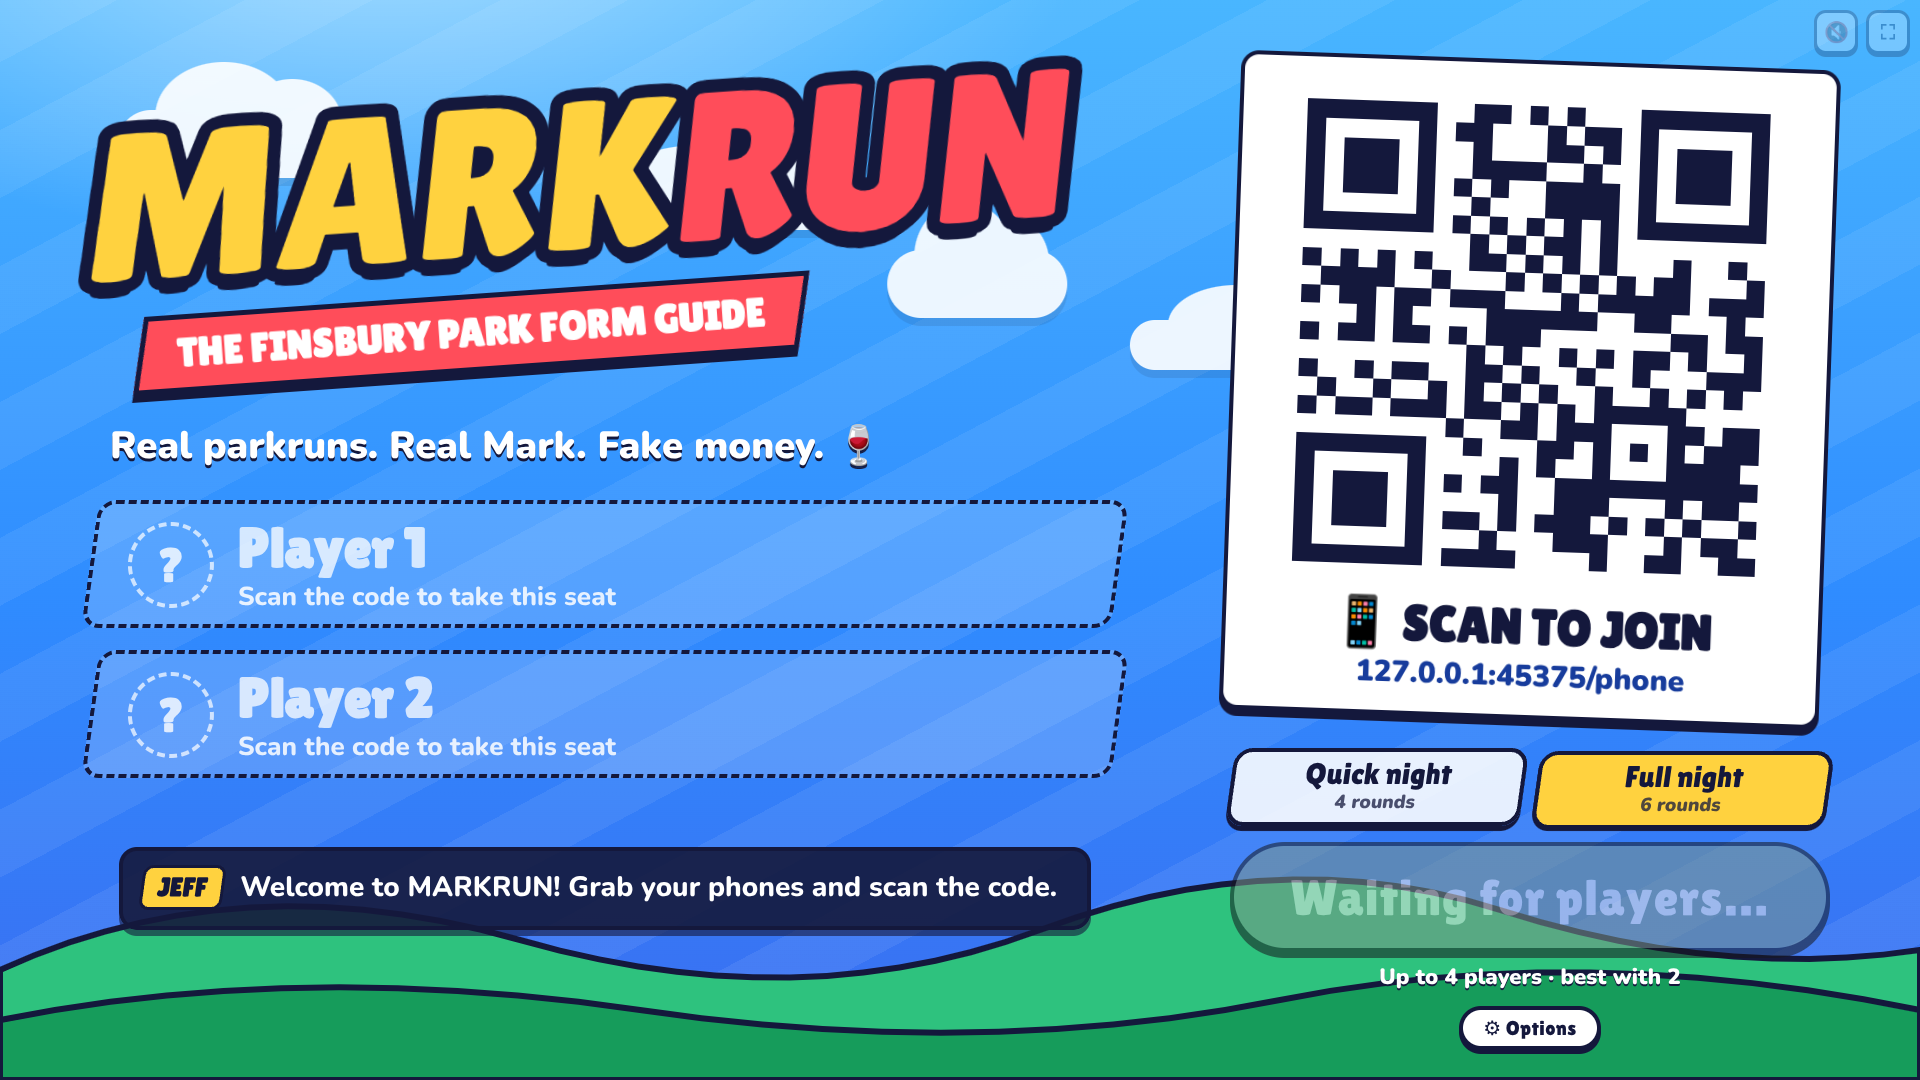 MARKRUN
THE FINSBURY PARK FORM GUIDE
Real parkruns. Real Mark. Fake money.
?
Player 1
Scan the code to take this seat
?
Player 2
Scan the code to take this seat
JEFF
Welcome to MARKRUN! Grab your phones and scan the code.
SCAN TO JOIN
127.0.0.1:45375/phone
Quick night
4 rounds
Full night
6 rounds
Waiting for players...
Up to 4 players · best with 2
⚙ Options